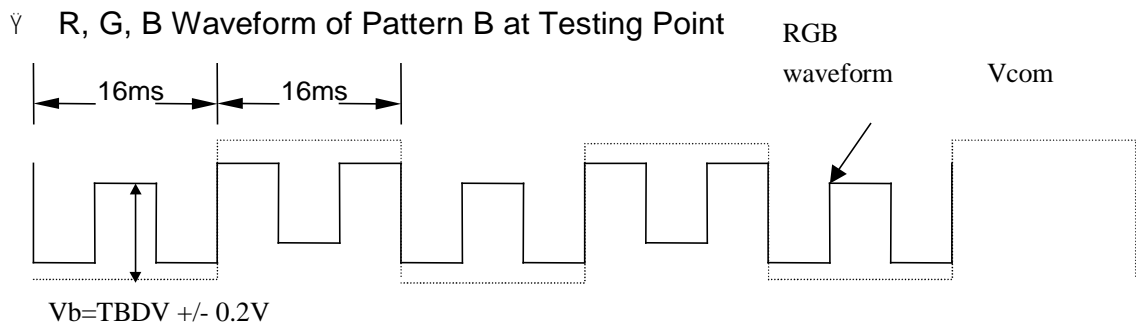 Ÿ R, G, B Waveform of Pattern B at Testing Point
RGB
waveform
Vcom
16ms
16ms
Vb=TBDV +/- 0.2V